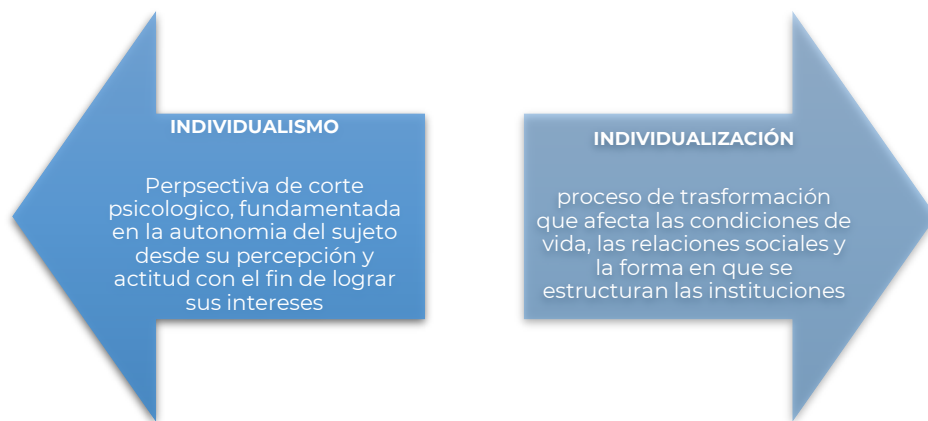 INDIVIDUALISMO
Perpsectiva de corte
psicologico, fundamentada
en la autonomia del sujeto
desde su percepción y
actitud con el fin de lograr
sus intereses
INDIVIDUALIZACIÓN
proceso de trasformación
que afecta las condiciones de
vida, las relaciones sociales y
la forma en que se
estructuran las instituciones